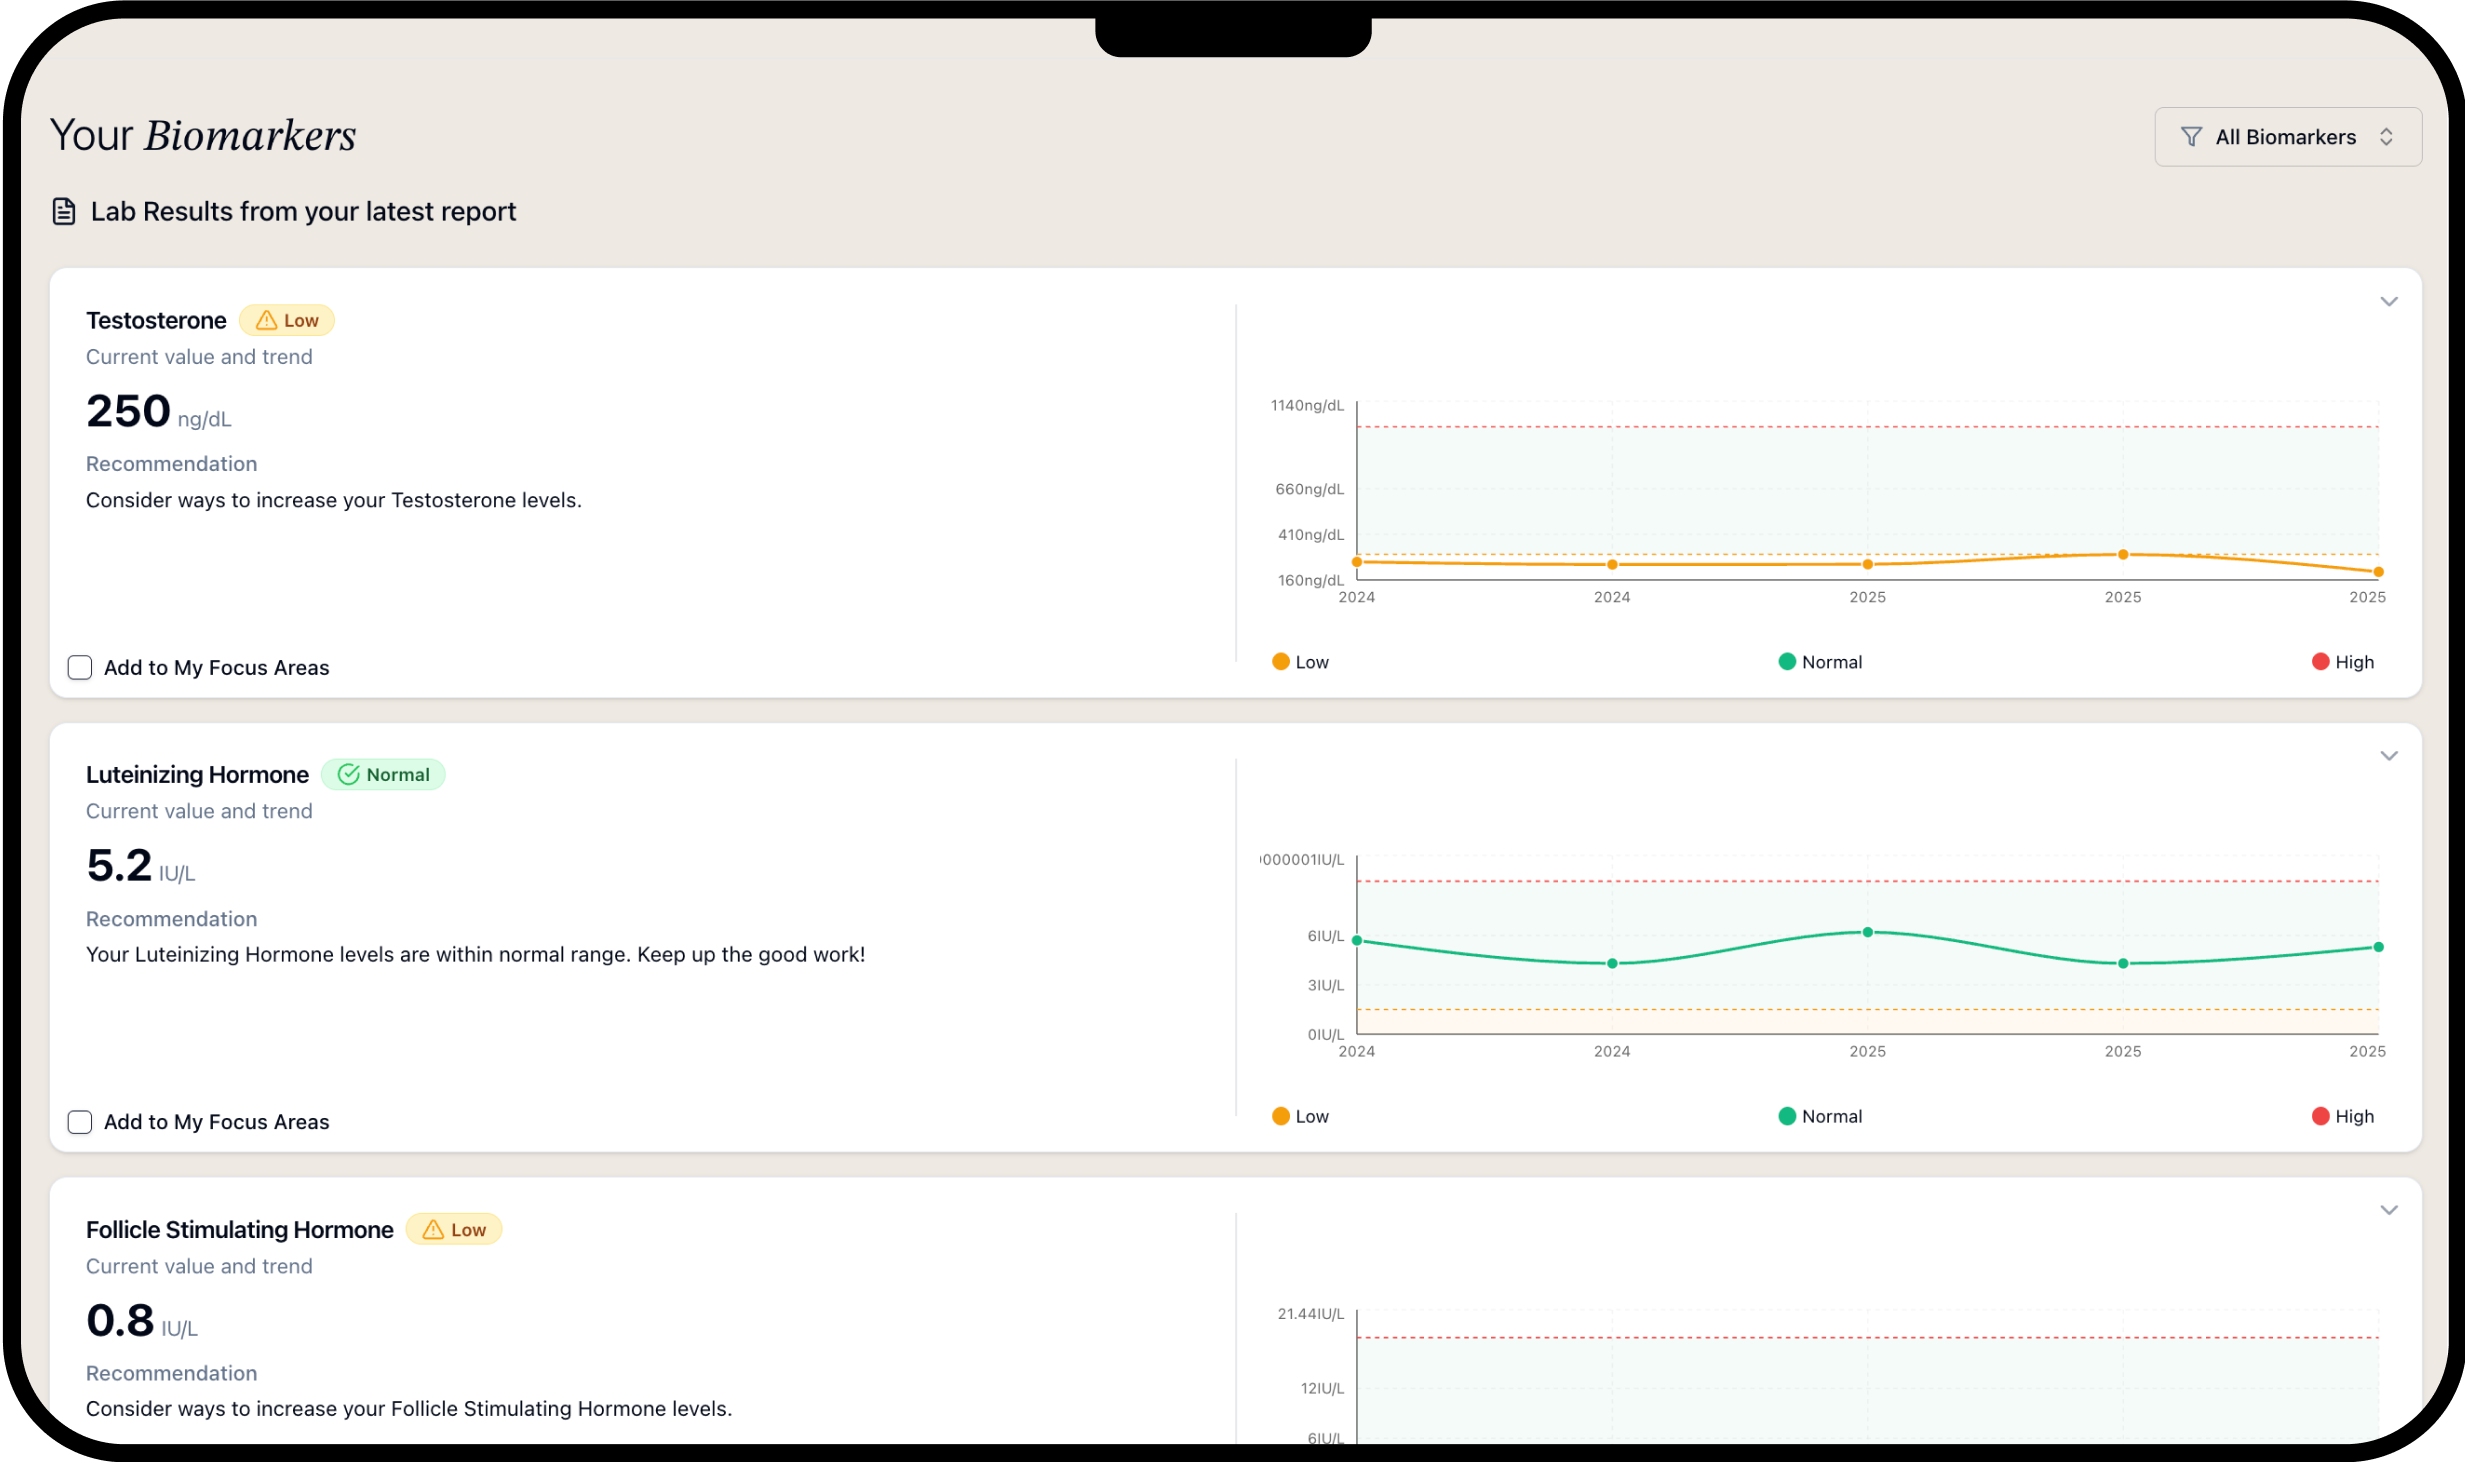 Your Biomarkers
All Biomarkers
Lab Results from your latest report
Testosterone Low
Current value and trend
250 ng/dL
Recommendation
Consider ways to increase your Testosterone levels.
Add to My Focus Areas
1140ng/dL
660ng/dL
410ng/dL
160ng/dL
2024 2024 2025 2025 2025
Low Normal High
Luteinizing Hormone Normal
Current value and trend
5.2 IU/L
Recommendation
Your Luteinizing Hormone levels are within normal range. Keep up the good work!
Add to My Focus Areas
000001IU/L
6IU/L
3IU/L
0IU/L
2024 2024 2025 2025 2025
Low Normal High
Follicle Stimulating Hormone Low
Current value and trend
0.8 IU/L
Recommendation
Consider ways to increase your Follicle Stimulating Hormone levels.
21.44IU/L
12IU/L
6IU/L